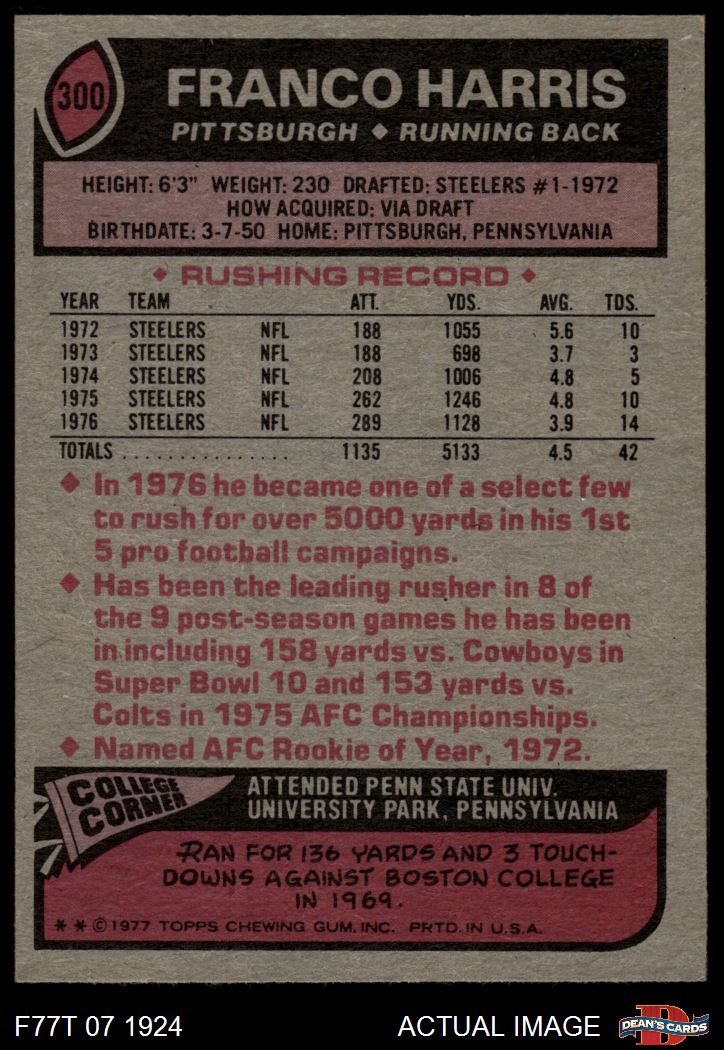 300
FRANCO HARRIS
PITTSBURGH ◆ RUNNING BACK
HEIGHT: 6'3" WEIGHT: 230 DRAFTED: STEELERS #1-1972
HOW ACQUIRED: VIA DRAFT
BIRTHDATE: 3-7-50 HOME: PITTSBURGH, PENNSYLVANIA
◆ RUSHING RECORD ◆
YEAR TEAM ATT. YDS. AVG. TDS.
1972 STEELERS NFL 188 1055 5.6 10
1973 STEELERS NFL 188 698 3.7 3
1974 STEELERS NFL 208 1006 4.8 5
1975 STEELERS NFL 262 1246 4.8 10
1976 STEELERS NFL 289 1128 3.9 14
TOTALS ................ 1135 5133 4.5 42
◆ In 1976 he became one of a select few
to rush for over 5000 yards in his 1st
5 pro football campaigns.
◆ Has been the leading rusher in 8 of
the 9 post-season games he has been
in including 158 yards vs. Cowboys in
Super Bowl 10 and 153 yards vs.
Colts in 1975 AFC Championships.
◆ Named AFC Rookie of Year, 1972.
COLLEGE
CORNER
ATTENDED PENN STATE UNIV.
UNIVERSITY PARK, PENNSYLVANIA
RAN FOR 136 YARDS AND 3 TOUCH-
DOWNS AGAINST BOSTON COLLEGE
IN 1969.
* * © 1977 TOPPS CHEWING GUM, INC. PRTD. IN U.S.A.
F77T 07 1924
ACTUAL IMAGE
D
DEAN'S CARDS